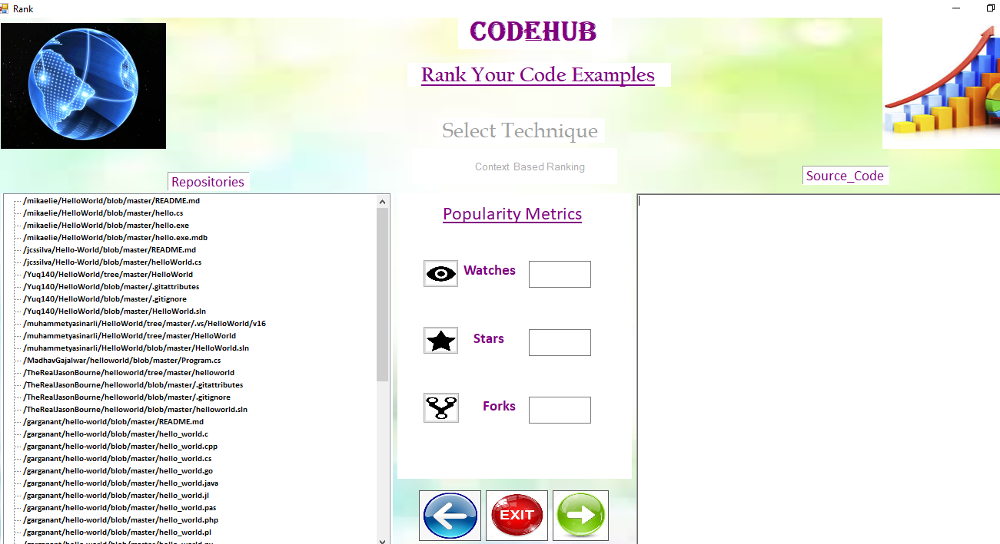 Rank
CODEHUB
Rank Your Code Examples
Select Technique
Context Based Ranking
Repositories
Source_Code
/mikaelie/HelloWorld/blob/master/README.md
/mikaelie/HelloWorld/blob/master/hello.cs
/mikaelie/HelloWorld/blob/master/hello.exe
/mikaelie/HelloWorld/blob/master/hello.exe.mdb
/jcssilva/Hello-World/blob/master/README.md
/jcssilva/Hello-World/blob/master/helloWorld.cs
/Yuq140/HelloWorld/tree/master/HelloWorld
/Yuq140/HelloWorld/blob/master/.gitattributes
/Yuq140/HelloWorld/blob/master/.gitignore
/Yuq140/HelloWorld/blob/master/HelloWorld.sln
/muhammetyasinarli/HelloWorld/tree/master/.vs/HelloWorld/v16
/muhammetyasinarli/HelloWorld/tree/master/HelloWorld
/muhammetyasinarli/HelloWorld/blob/master/HelloWorld.sln
/MadhavGajalwar/helloworld/blob/master/Program.cs
/TheRealJasonBourne/helloworld/tree/master/helloworld
/TheRealJasonBourne/helloworld/blob/master/.gitattributes
/TheRealJasonBourne/helloworld/blob/master/.gitignore
/TheRealJasonBourne/helloworld/blob/master/helloworld.sln
/garganant/hello-world/blob/master/README.md
/garganant/hello-world/blob/master/hello_world.c
/garganant/hello-world/blob/master/hello_world.cpp
/garganant/hello-world/blob/master/hello_world.cs
/garganant/hello-world/blob/master/hello_world.go
/garganant/hello-world/blob/master/hello_world.java
/garganant/hello-world/blob/master/hello_world.jl
/garganant/hello-world/blob/master/hello_world.pas
/garganant/hello-world/blob/master/hello_world.php
/garganant/hello-world/blob/master/hello_world.pl
Popularity Metrics
Watches
Stars
Forks
EXIT